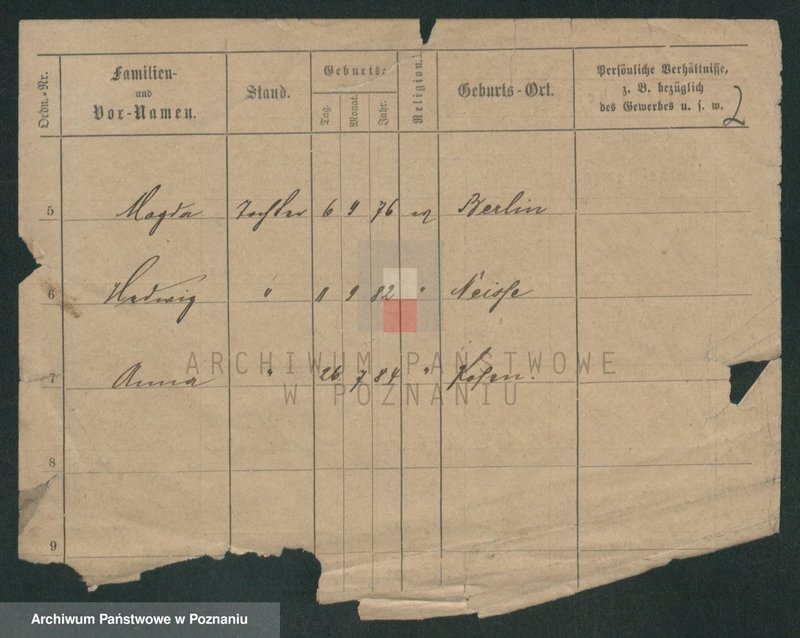 Ordn.-Nr.
Familien-
und
Vor-Namen.
Stand.
Geburts-
Tag.
Monat.
Jahr.
Religion.
Geburts-Ort.
Persönliche Verhältnisse,
z. B. bezüglich
des Gewerbes u. s. w.
2
5 Magda Tochter 6 9 76 Berlin
6 Hedwig " 11 9 82 " Neisse
7 Anna " 26 7 84 "
8
9
ARCHIWUM PAŃSTWOWE
W POZNANIU
Archiwum Państwowe w Poznaniu